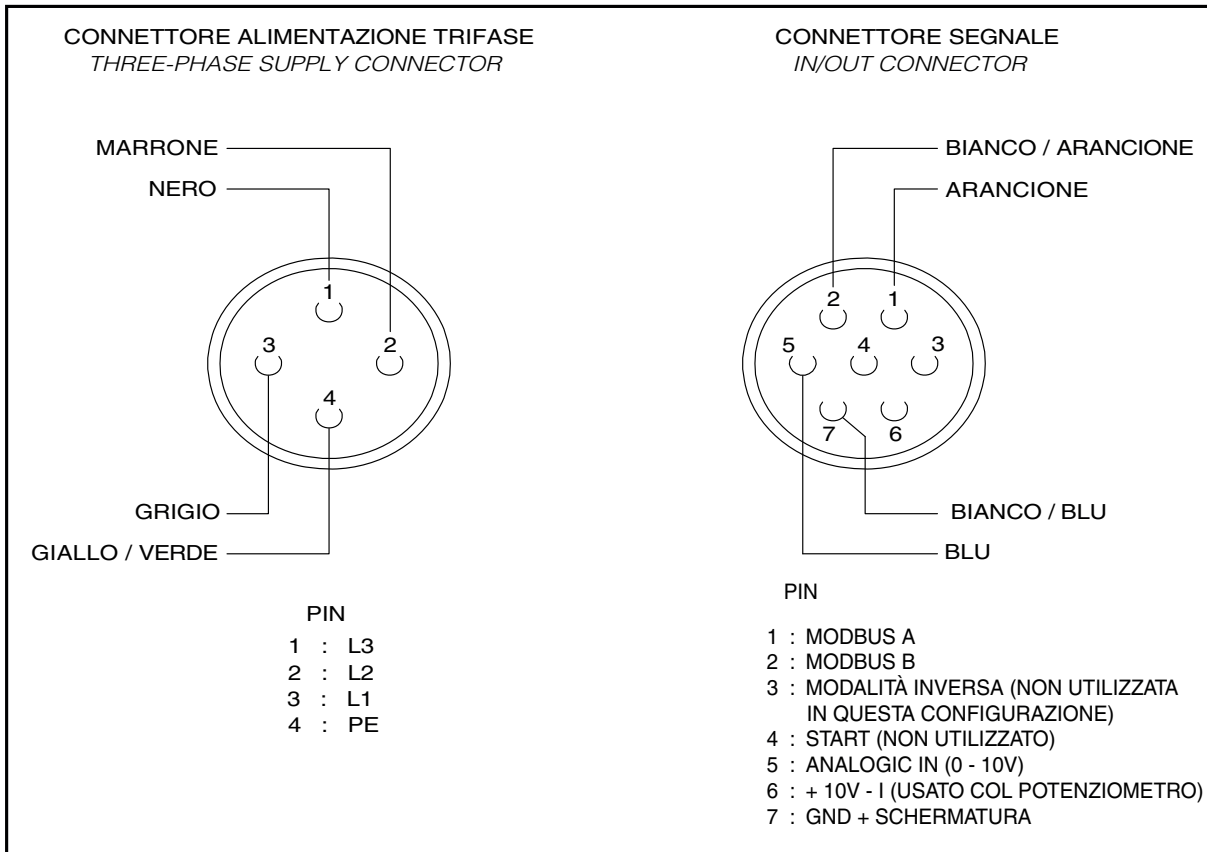 CONNETTORE ALIMENTAZIONE TRIFASE
THREE-PHASE SUPPLY CONNECTOR
MARRONE
NERO
1
3
2
4
GRIGIO
GIALLO / VERDE
PIN
1 : L3
2 : L2
3 : L1
4 : PE
CONNETTORE SEGNALE
IN/OUT CONNECTOR
BIANCO / ARANCIONE
ARANCIONE
2 1
5 4 3
7 6
BIANCO / BLU
BLU
PIN
1 : MODBUS A
2 : MODBUS B
3 : MODALITÀ INVERSA (NON UTILIZZATA
IN QUESTA CONFIGURAZIONE)
4 : START (NON UTILIZZATO)
5 : ANALOGIC IN (0 - 10V)
6 : + 10V - I (USATO COL POTENZIOMETRO)
7 : GND + SCHERMATURA